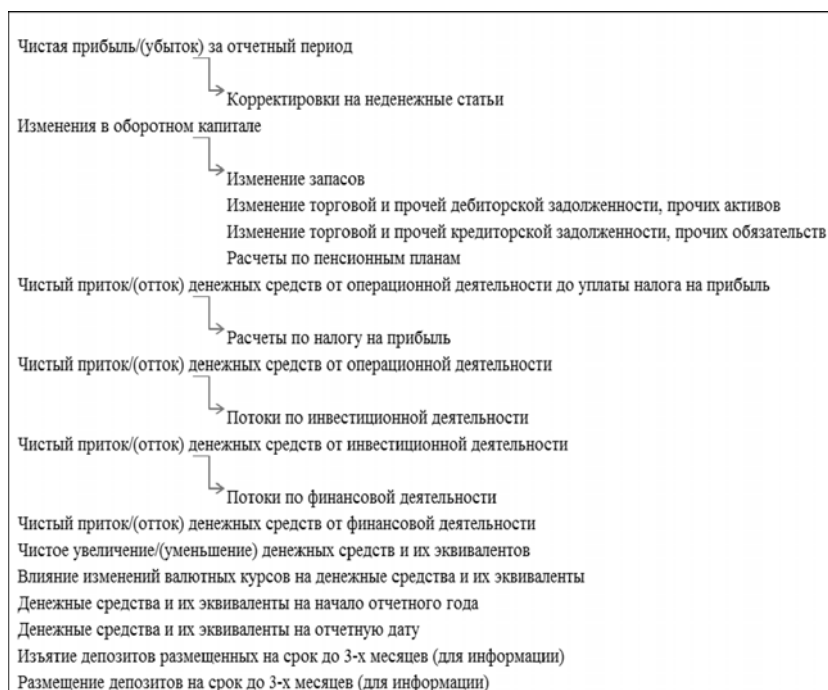 Чистая прибыль/(убыток) за отчетный период
Корректировки на неденежные статьи
Изменения в оборотном капитале
Изменение запасов
Изменение торговой и прочей дебиторской задолженности, прочих активов
Изменение торговой и прочей кредиторской задолженности, прочих обязательств
Расчеты по пенсионным планам
Чистый приток/(отток) денежных средств от операционной деятельности до уплаты налога на прибыль
Расчеты по налогу на прибыль
Чистый приток/(отток) денежных средств от операционной деятельности
Потоки по инвестиционной деятельности
Чистый приток/(отток) денежных средств от инвестиционной деятельности
Потоки по финансовой деятельности
Чистый приток/(отток) денежных средств от финансовой деятельности
Чистое увеличение/(уменьшение) денежных средств и их эквивалентов
Влияние изменений валютных курсов на денежные средства и их эквиваленты
Денежные средства и их эквиваленты на начало отчетного года
Денежные средства и их эквиваленты на отчетную дату
Изъятие депозитов размещенных на срок до 3-х месяцев (для информации)
Размещение депозитов на срок до 3-х месяцев (для информации)